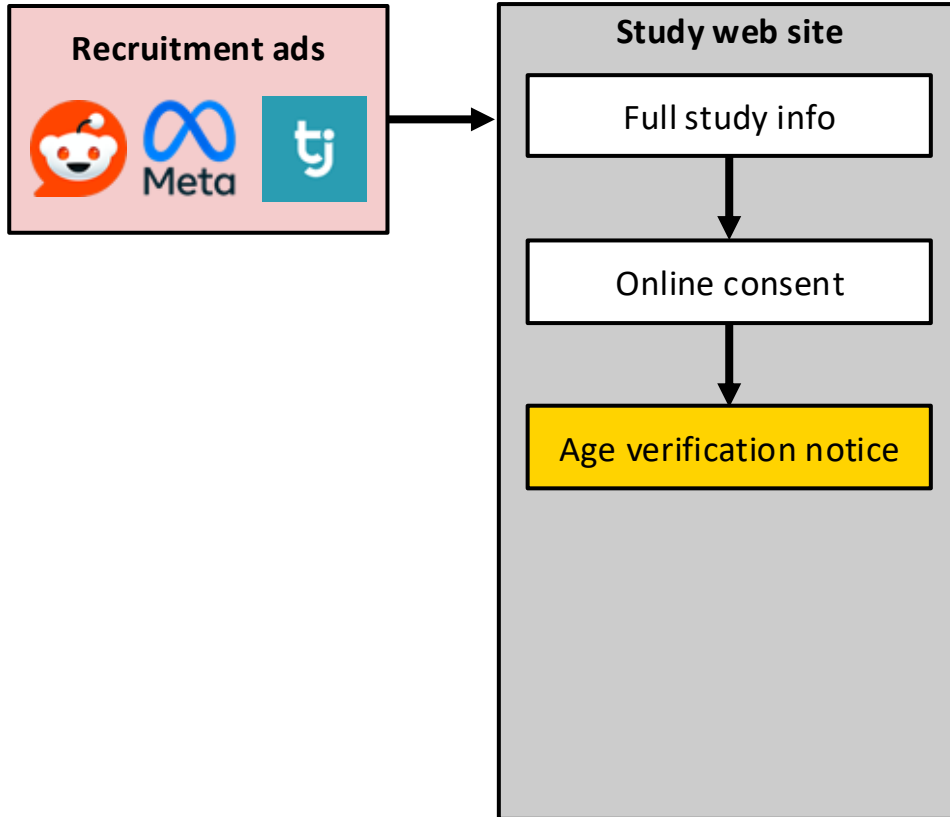 Recruitment ads
Meta
tj
Study web site
Full study info
Online consent
Age verification notice